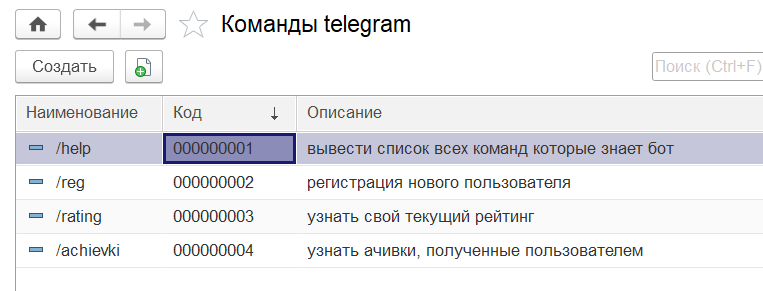 Команды telegram
Создать
Поиск (Ctrl+F)
Наименование Код Описание
/help 000000001 вывести список всех команд которые знает бот
/reg 000000002 регистрация нового пользователя
/rating 000000003 узнать свой текущий рейтинг
/achievki 000000004 узнать ачивки, полученные пользователем